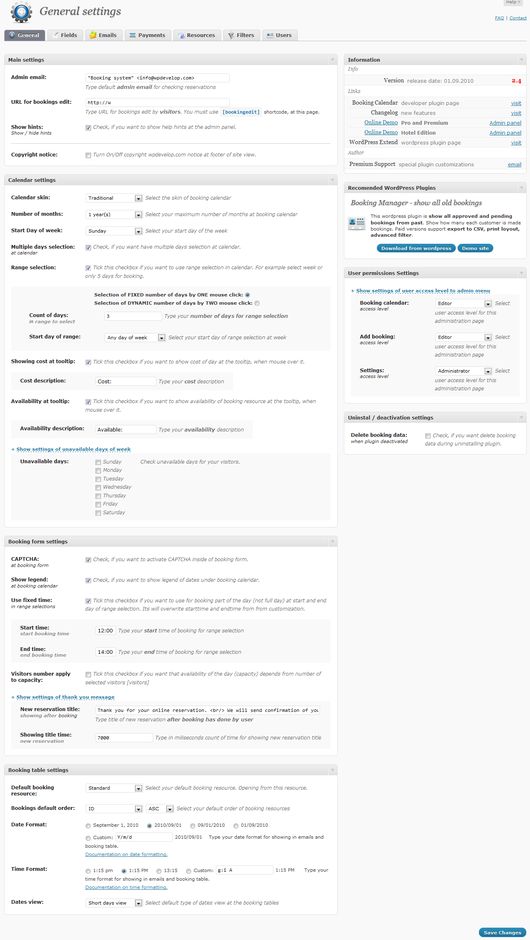 Help
General settings
FAQ | Contact
General
Fields
Emails
Payments
Resources
Filters
Users
Main settings
Admin email:
"Booking system" <info@wpdevelop.com>
Type default admin email for checking reservations
URL for bookings edit:
http://w
Type URL for bookings edit by visitors. You must use [bookingedit] shortcode, at this page.
Show hints:
Show / hide hints
Check, if you want to show help hints at the admin panel.
Copyright notice:
Turn On/Off copyright wpdevelop.com notice at footer of site view.
Calendar settings
Calendar skin:
Traditional
Select the skin of booking calendar
Number of months:
1 year(s)
Select your maximum number of months at booking calendar
Start Day of week:
Sunday
Select your start day of the week
Multiple days selection:
at calendar
Check, if you want have multiple days selection at calendar.
Range selection:
Tick this checkbox if you want to use range selection in calendar. For example select week or
only 5 days for booking.
Selection of FIXED number of days by ONE mouse click:
Selection of DYNAMIC number of days by TWO mouse click:
Count of days:
in range to select
3
Type your number of days for range selection
Start day of range:
Any day of week
Select your start day of range selection at week
Showing cost at tooltip:
Tick this checkbox if you want to show cost of day at the tooltip, when mouse over it.
Cost description:
Cost:
Type your cost description
Availability at tooltip:
Tick this checkbox if you want to show availability of booking resource at the tooltip, when
mouse over it.
Availability description:
Available:
Type your availability description
+ Show settings of unavailable days of week
Unavailable days:
Sunday
Check unavailable days for your visitors.
Monday
Tuesday
Wednesday
Thursday
Friday
Saturday
Booking form settings
CAPTCHA:
at booking form
Check, if you want to activate CAPTCHA inside of booking form.
Show legend:
at booking calendar
Check, if you want to show legend of dates under booking calendar.
Use fixed time:
in range selections
Tick this checkbox if you want to use for booking part of the day (not full day) at start and end
day of range selection. Its will overwrite starttime and endtime from from customization.
Start time:
start booking time
12:00
Type your start time of booking for range selection
End time:
end booking time
14:00
Type your end time of booking for range selection
Visitors number apply
to capacity:
Tick this checkbox if you want that availability of the day (capacity) depends from number of
selected visitors [visitors]
+ Show settings of thank you message
New reservation title:
showing after booking
Thank you for your online reservation. <br/> We will send confirmation of you
Type title of new reservation after booking has done by user
Showing title time:
new reservation
7000
Type in miliseconds count of time for showing new reservation title
Booking table settings
Default booking
resource:
Standard
Select your default booking resource. Opening from this resource.
Bookings default order:
ID
ASC
Select your default order of booking resources
Date Format:
September 1, 2010
2010/09/01
09/01/2010
01/09/2010
Custom:
Y/m/d
2010/09/01
Type your date format for showing in emails and
booking table.
Documentation on date formatting.
Time Format:
1:15 pm
1:15 PM
13:15
Custom:
g:i A
1:15 PM
Type your
time format for showing in emails and booking table.
Documentation on time formatting.
Dates view:
Short days view
Select default type of dates view at the booking tables
Information
Info
Version
release date: 01.09.2010
2.4
Links
Booking Calendar developer plugin page visit
Changelog new features visit
Online Demo Pro and Premium Admin panel
Online Demo Hotel Edition Admin panel
WordPress Extend wordpress plugin page visit
Author
Premium Support special plugin customizations email
Recomended WordPress Plugins
Booking Manager - show all old bookings
This wordpress plugin is show all approved and pending
bookings from past. Show how many each customer is made
bookings. Paid versions support export to CSV, print layout,
advanced filter.
Download from wordpress
Demo site
User permissions Settings
+ Show settings of user access level to admin menu
Booking calendar:
access level
Editor
Select
user access level for this
administration page
Add booking:
access level
Editor
Select
user access level for this
administration page
Settings:
access level
Administrator
Select
user access level for this
administration page
Uninstal / deactivation settings
Delete booking data:
when plugin deactivated
Check, if you want delete booking
data during uninstalling plugin.
Save Changes